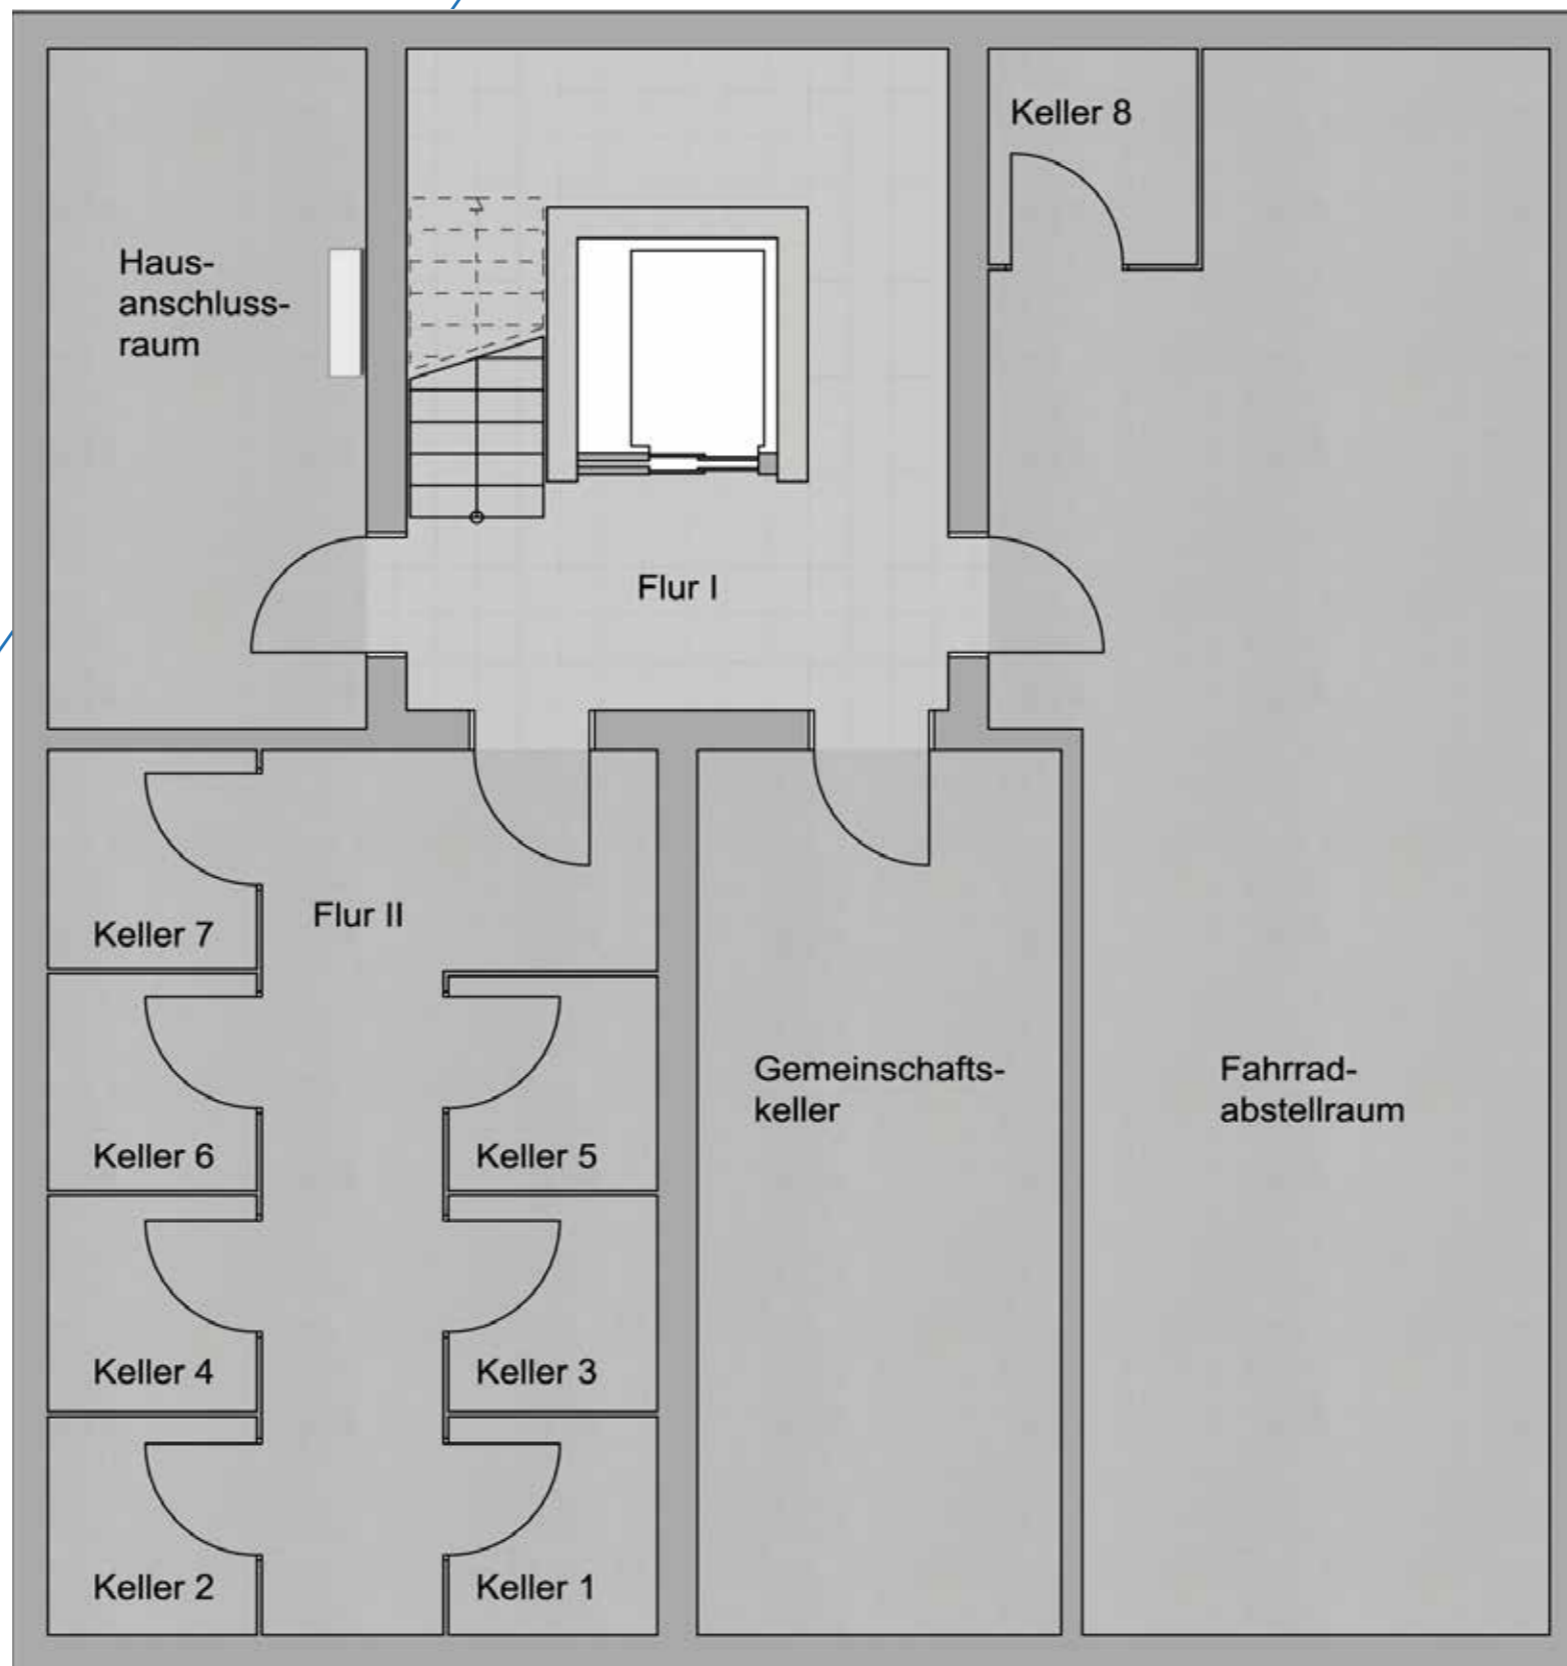 Keller 8
Haus-
anschluss-
raum
Flur I
Flur II
Keller 7
Gemeinschafts-
keller
Fahrrad-
abstellraum
Keller 6
Keller 5
Keller 4
Keller 3
Keller 2
Keller 1